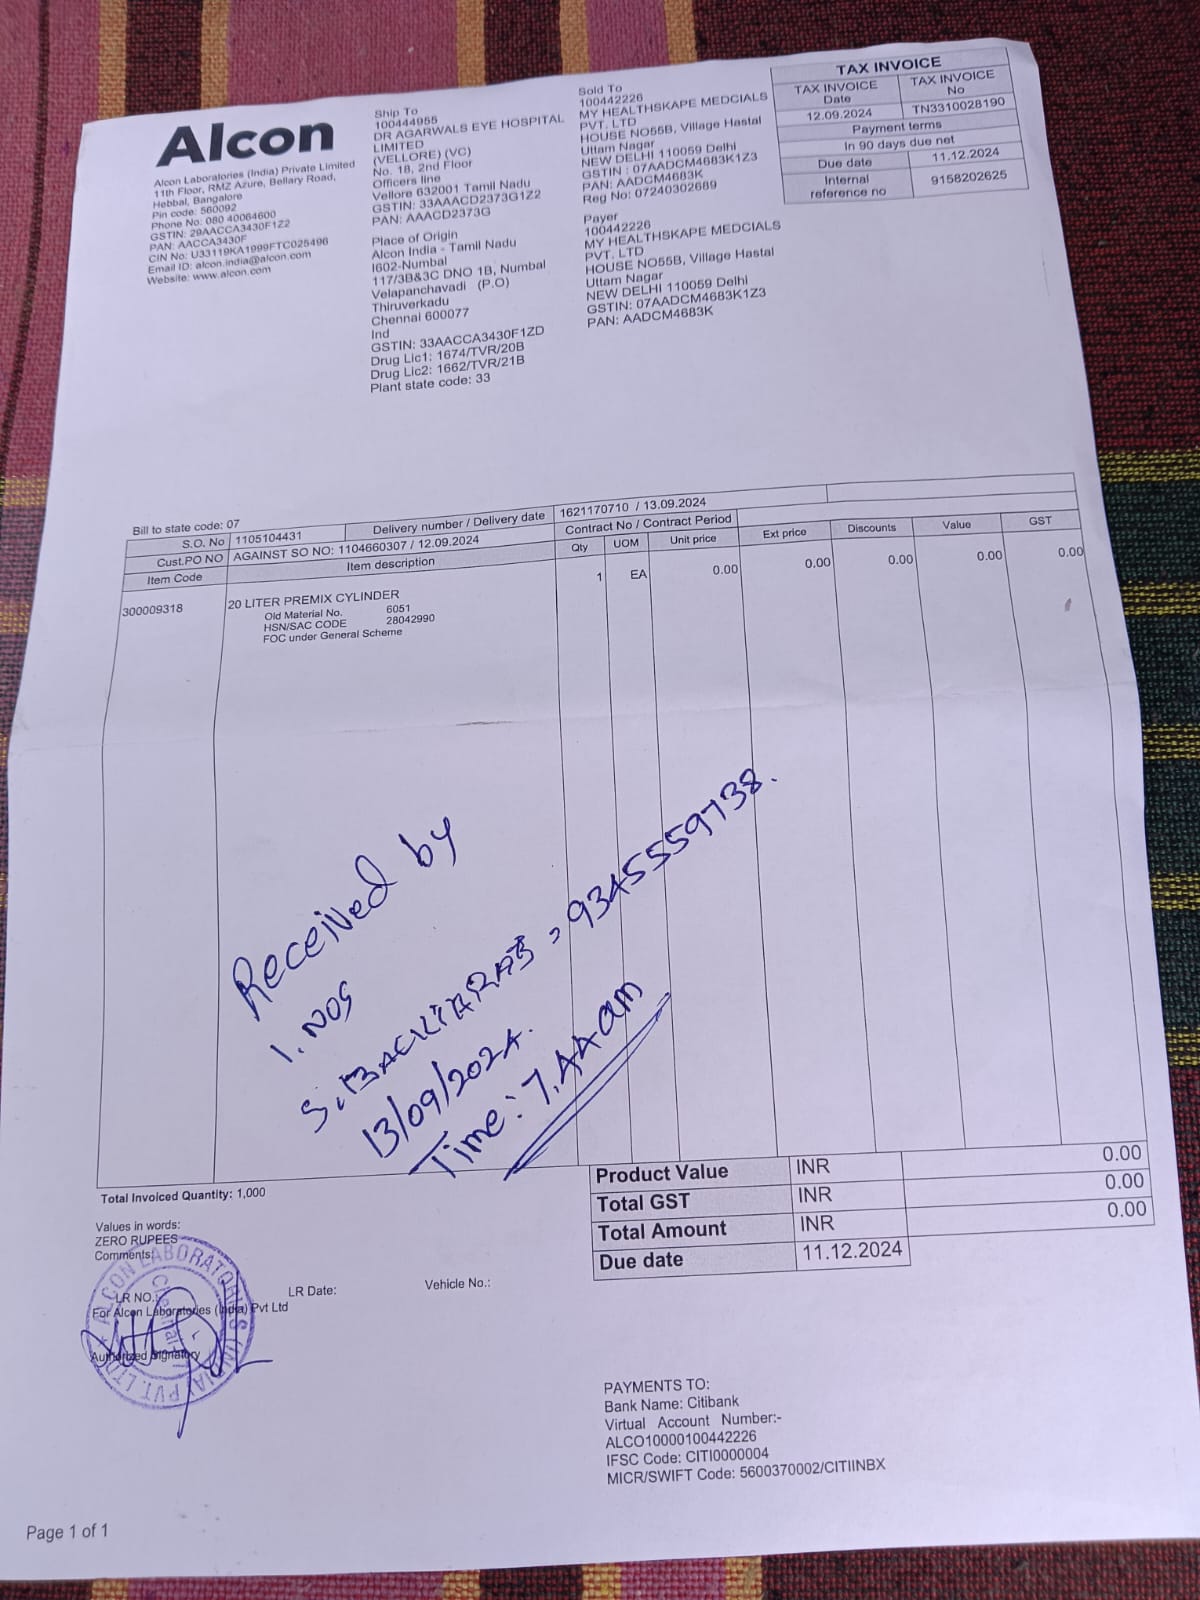 Alcon
Alcon Laboratories (India) Private Limited
11th Floor, RMZ Azure, Bellary Road,
Hebbal, Bangalore
Pin code: 560092
Phone No: 080 40064600
GSTIN: 29AACCA3430F1Z2
PAN: AACCA3430F
CIN No: U33119KA1999FTC025496
Email ID: alcon.india@alcon.com
Website: www.alcon.com
Ship To
100444955
DR AGARWALS EYE HOSPITAL
LIMITED
(VELLORE) (VC)
No. 18, 2nd Floor
Officers line
Vellore 632001 Tamil Nadu
GSTIN: 33AAACD2373G1Z2
PAN: AAACD2373G
Place of Origin
Alcon India - Tamil Nadu
I602-Numbal
117/3B&3C DNO 1B, Numbal
Velapanchavadi (P.O)
Thiruverkadu
Chennai 600077
Ind
GSTIN: 33AACCA3430F1ZD
Drug Lic1: 1674/TVR/20B
Drug Lic2: 1662/TVR/21B
Plant state code: 33
Sold To
100442226
MY HEALTHSKAPE MEDCIALS
PVT. LTD
HOUSE NO55B, Village Hastal
Uttam Nagar
NEW DELHI 110059 Delhi
GSTIN : 07AADCM4683K1Z3
PAN: AADCM4683K
Reg No: 07240302689
Payer
100442226
MY HEALTHSKAPE MEDCIALS
PVT. LTD
HOUSE NO55B, Village Hastal
Uttam Nagar
NEW DELHI 110059 Delhi
GSTIN: 07AADCM4683K1Z3
PAN: AADCM4683K
TAX INVOICE
TAX INVOICE Date TAX INVOICE No
12.09.2024 TN3310028190
Payment terms
In 90 days due net
Due date 11.12.2024
Internal reference no 9158202625
Bill to state code: 07
S.O. No 1105104431 Delivery number / Delivery date 1621170710 / 13.09.2024
Cust.PO NO AGAINST SO NO: 1104660307 / 12.09.2024 Contract No / Contract Period
Item Code Item description Qty UOM Unit price Ext price Discounts Value GST
300009318 20 LITER PREMIX CYLINDER 1 EA 0.00 0.00 0.00 0.00 0.00
Old Material No. 6051
HSN/SAC CODE 28042990
FOC under General Scheme
Received by
1. NOS
9345559738.
13/09/2024.
Time: 7.44am
Total Invoiced Quantity: 1,000
Product Value INR 0.00
Total GST INR 0.00
Total Amount INR 0.00
Due date 11.12.2024
Values in words:
ZERO RUPEES
Comments:
LR NO.: LR Date: Vehicle No.:
For Alcon Laboratories (India) Pvt Ltd
Authorized Signatory
ALCON LABORATORIES (INDIA) PVT. LTD.
PAYMENTS TO:
Bank Name: Citibank
Virtual Account Number:-
ALCO10000100442226
IFSC Code: CITI0000004
MICR/SWIFT Code: 5600370002/CITIINBX
Page 1 of 1